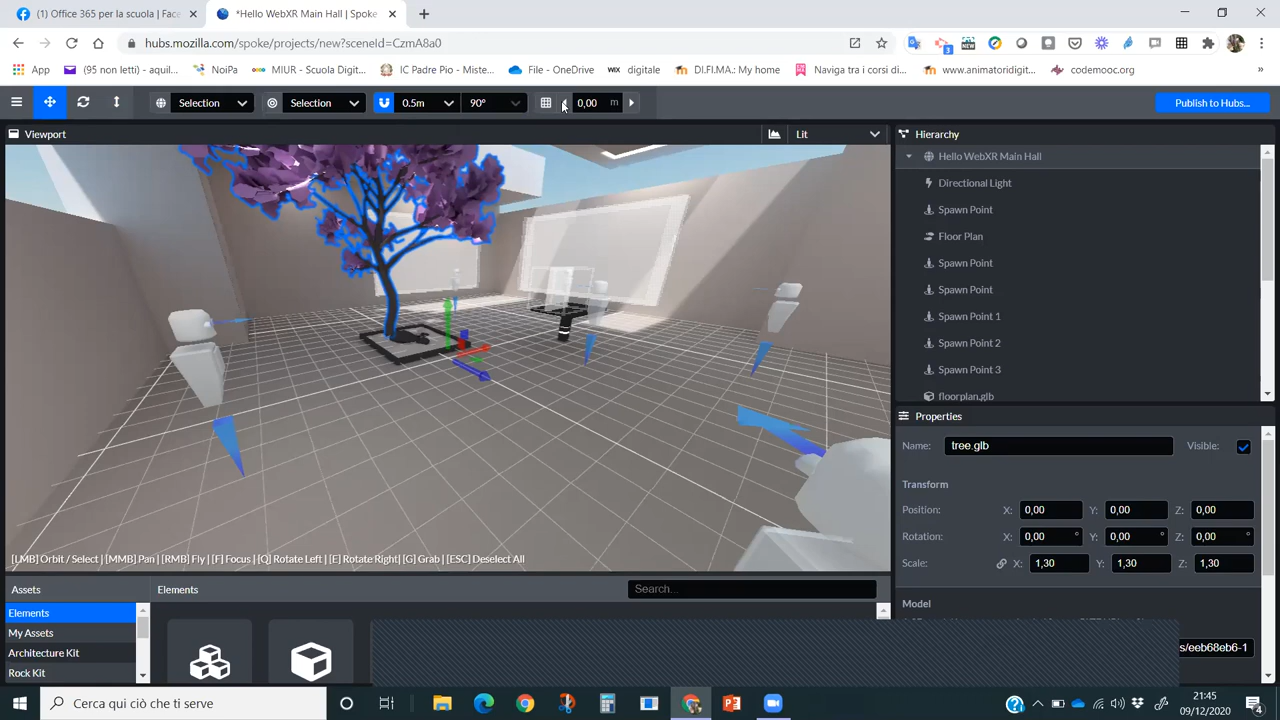 (1) Office 365 per la scuola | Face
*Hello WebXR Main Hall | Spoke
hubs.mozilla.com/spoke/projects/new?sceneId=CzmA8a0
App
(95 non letti) - aquil...
NoiPa
MIUR - Scuola Digit...
IC Padre Pio - Miste...
File - OneDrive
WIX digitale
DI.FI.MA.: My home
Naviga tra i corsi di...
www.animatoridigit...
codemooc.org
Selection
Selection
0.5m
90°
0,00 m
Publish to Hubs...
Viewport
Lit
Hierarchy
Hello WebXR Main Hall
Directional Light
Spawn Point
Floor Plan
Spawn Point
Spawn Point
Spawn Point 1
Spawn Point 2
Spawn Point 3
floorplan.glb
Properties
Name: tree.glb Visible:
Transform
Position: X: 0,00 Y: 0,00 Z: 0,00
Rotation: X: 0,00 ° Y: 0,00 ° Z: 0,00 °
Scale: X: 1,30 Y: 1,30 Z: 1,30
Model
s/eeb68eb6-1
[LMB] Orbit / Select | [MMB] Pan | [RMB] Fly | [F] Focus | [Q] Rotate Left | [E] Rotate Right | [G] Grab | [ESC] Deselect All
Assets
Elements
Search...
Elements
My Assets
Architecture Kit
Rock Kit
Cerca qui ciò che ti serve
21:45
09/12/2020